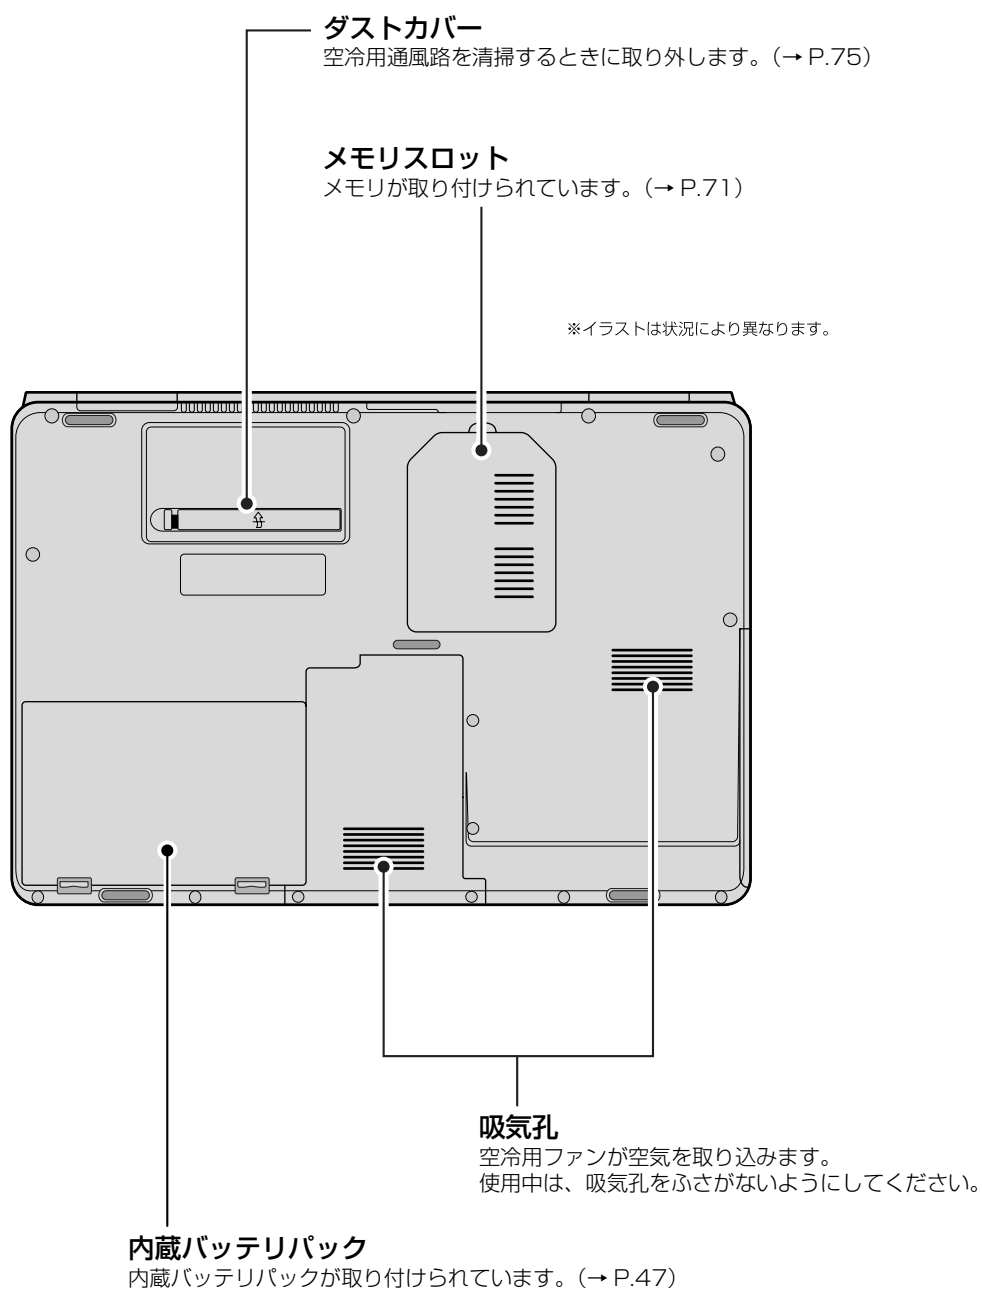 ダストカバー
空冷用通風路を清掃するときに取り外します。(→ P.75)
メモリスロット
メモリが取り付けられています。(→ P.71)
※イラストは状況により異なります。
吸気孔
空冷用ファンが空気を取り込みます。
使用中は、吸気孔をふさがないようにしてください。
内蔵バッテリパック
内蔵バッテリパックが取り付けられています。(→ P.47)